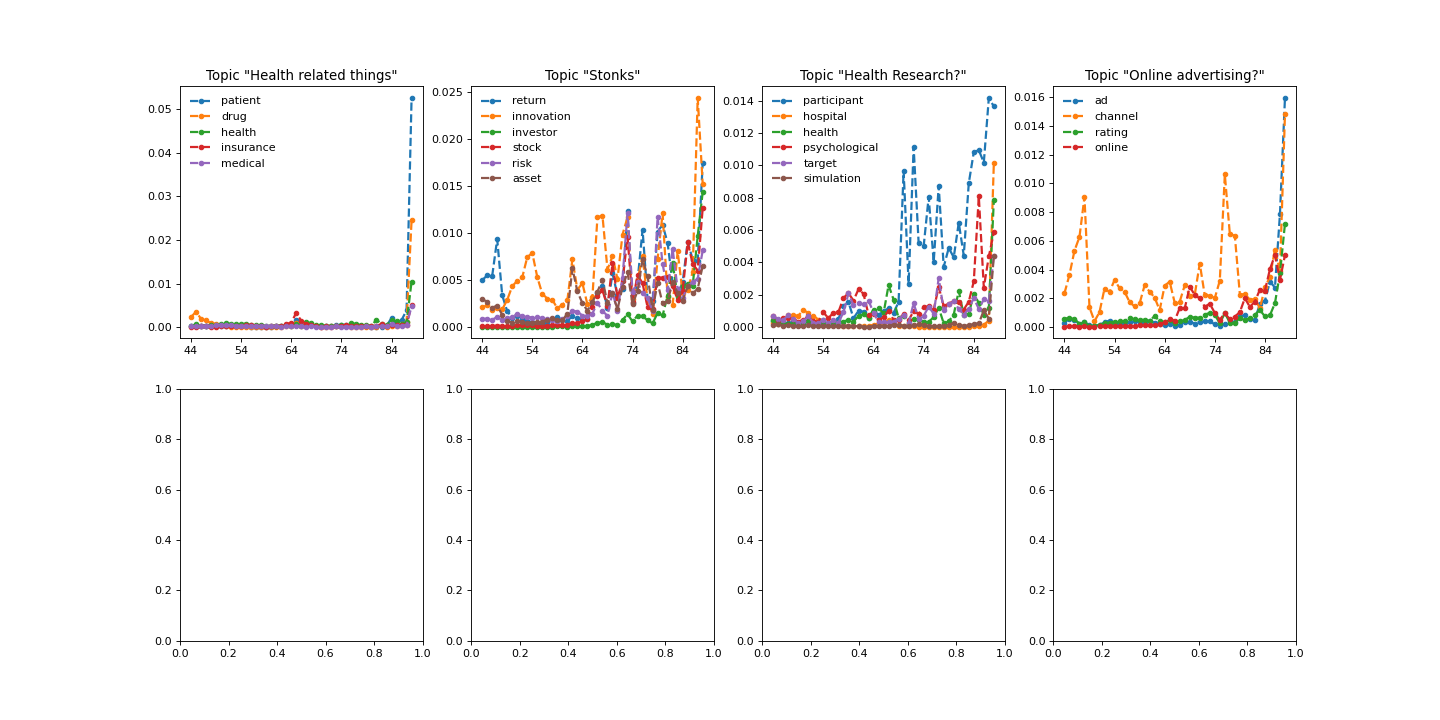 Topic "Health related things"
patient
drug
health
insurance
medical
0.05
0.04
0.03
0.02
0.01
0.00
44 54 64 74 84
Topic "Stonks"
return
innovation
investor
stock
risk
asset
0.025
0.020
0.015
0.010
0.005
0.000
44 54 64 74 84
Topic "Health Research?"
participant
hospital
health
psychological
target
simulation
0.014
0.012
0.010
0.008
0.006
0.004
0.002
0.000
44 54 64 74 84
Topic "Online advertising?"
ad
channel
rating
online
0.016
0.014
0.012
0.010
0.008
0.006
0.004
0.002
0.000
44 54 64 74 84
1.0
0.8
0.6
0.4
0.2
0.0
0.0 0.2 0.4 0.6 0.8 1.0
1.0
0.8
0.6
0.4
0.2
0.0
0.0 0.2 0.4 0.6 0.8 1.0
1.0
0.8
0.6
0.4
0.2
0.0
0.0 0.2 0.4 0.6 0.8 1.0
1.0
0.8
0.6
0.4
0.2
0.0
0.0 0.2 0.4 0.6 0.8 1.0